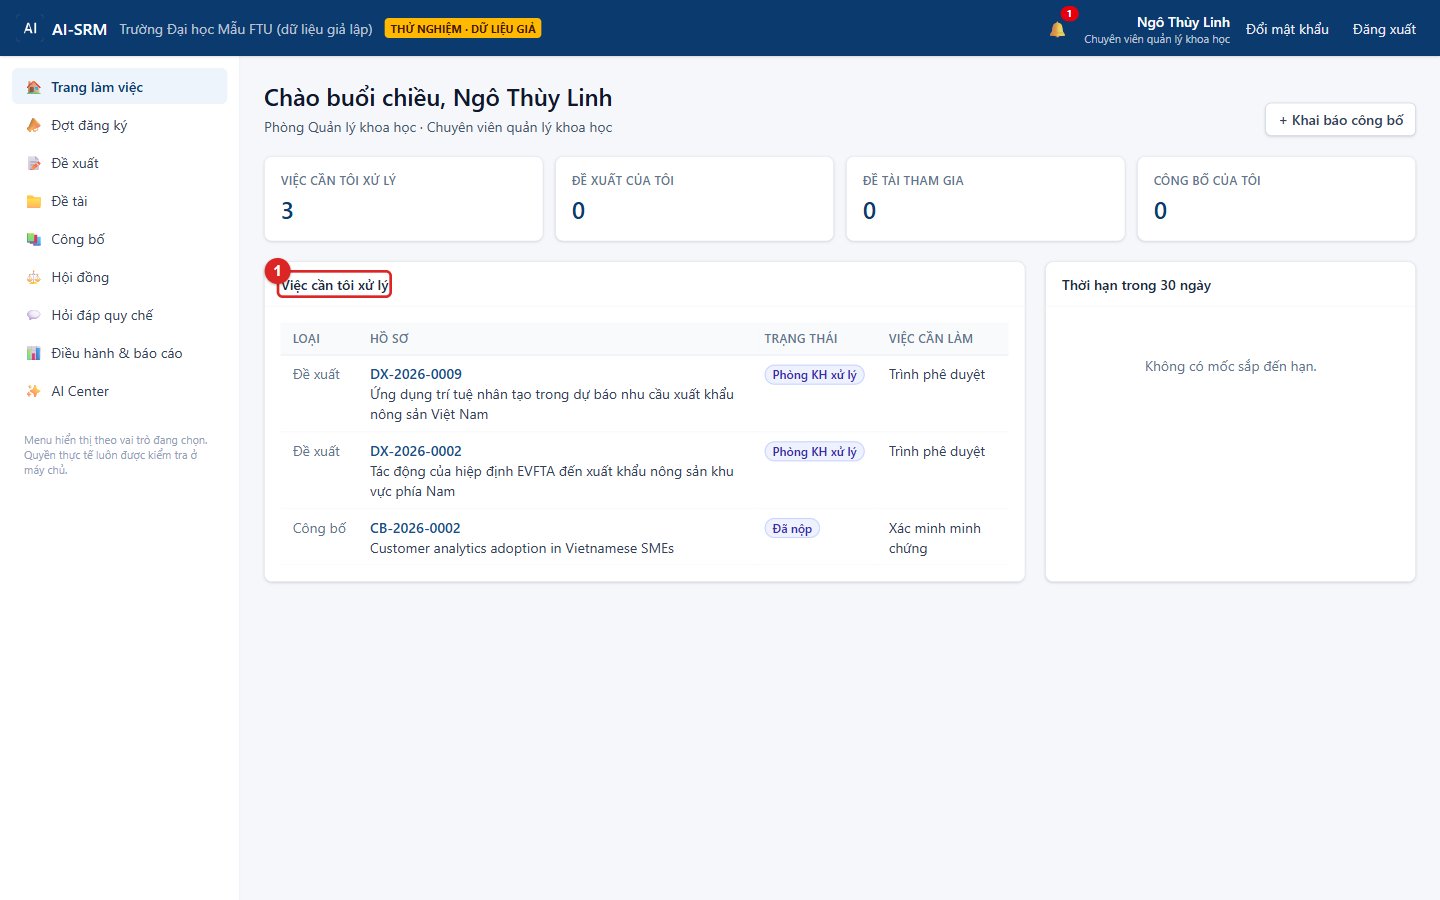 AI AI-SRM Trường Đại học Mẫu FTU (dữ liệu giả lập) THỬ NGHIỆM · DỮ LIỆU GIẢ
1
Ngô Thùy Linh
Chuyên viên quản lý khoa học
Đổi mật khẩu
Đăng xuất
Trang làm việc
Đợt đăng ký
Đề xuất
Đề tài
Công bố
Hội đồng
Hỏi đáp quy chế
Điều hành & báo cáo
AI Center
Menu hiển thị theo vai trò đang chọn.
Quyền thực tế luôn được kiểm tra ở
máy chủ.
Chào buổi chiều, Ngô Thùy Linh
Phòng Quản lý khoa học · Chuyên viên quản lý khoa học
+ Khai báo công bố
VIỆC CẦN TÔI XỬ LÝ
3
ĐỀ XUẤT CỦA TÔI
0
ĐỀ TÀI THAM GIA
0
CÔNG BỐ CỦA TÔI
0
1
Việc cần tôi xử lý
LOẠI HỒ SƠ TRẠNG THÁI VIỆC CẦN LÀM
Đề xuất DX-2026-0009 Phòng KH xử lý Trình phê duyệt
Ứng dụng trí tuệ nhân tạo trong dự báo nhu cầu xuất khẩu
nông sản Việt Nam
Đề xuất DX-2026-0002 Phòng KH xử lý Trình phê duyệt
Tác động của hiệp định EVFTA đến xuất khẩu nông sản khu
vực phía Nam
Công bố CB-2026-0002 Đã nộp Xác minh minh
Customer analytics adoption in Vietnamese SMEs chứng
Thời hạn trong 30 ngày
Không có mốc sắp đến hạn.